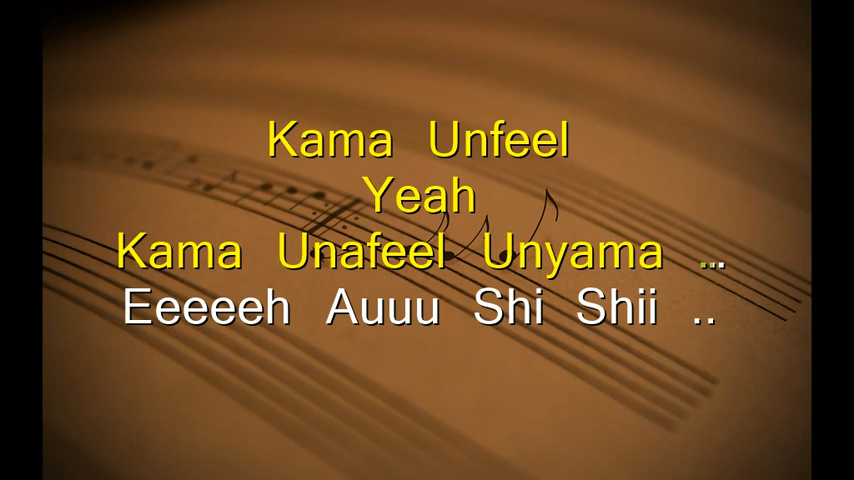 Kama Unfeel
Yeah
Kama Unafeel Unyama ...
Eeeeeh Auuu Shi Shii ..